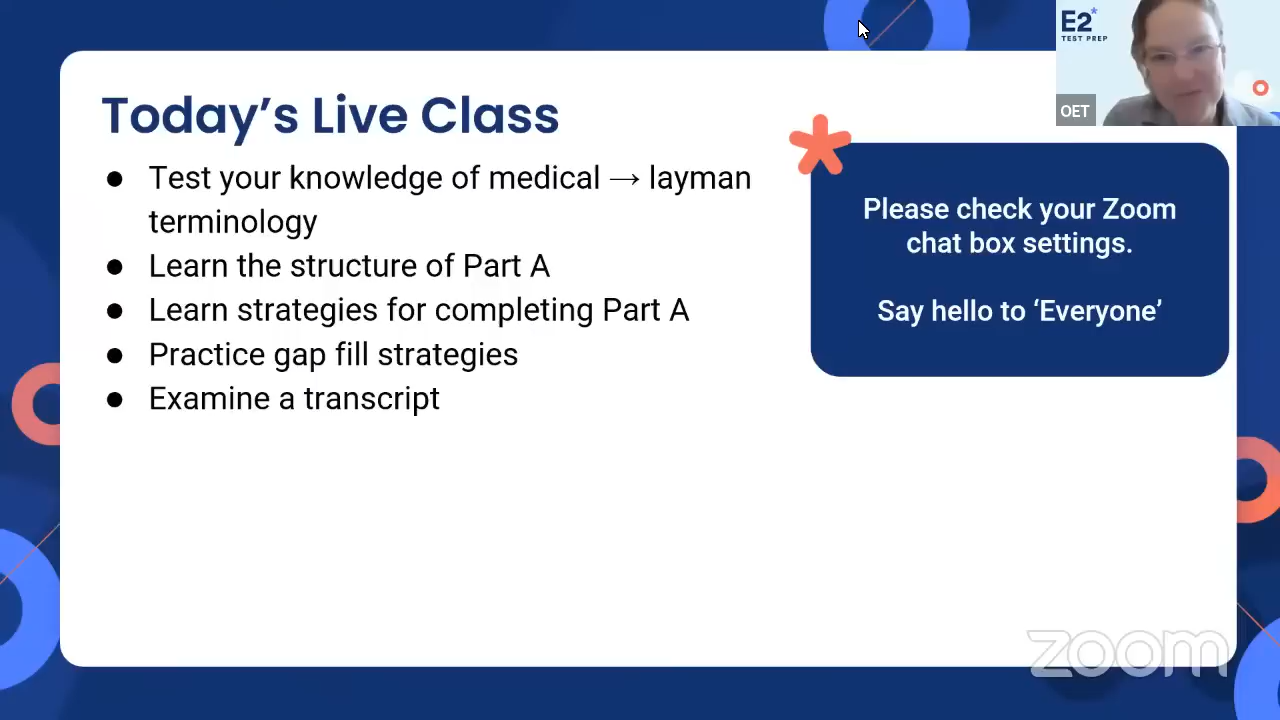 Today's Live Class
● Test your knowledge of medical → layman
terminology
● Learn the structure of Part A
● Learn strategies for completing Part A
● Practice gap fill strategies
● Examine a transcript
Please check your Zoom
chat box settings.
Say hello to ‘Everyone’
E2*
TEST PREP
OET
zoom